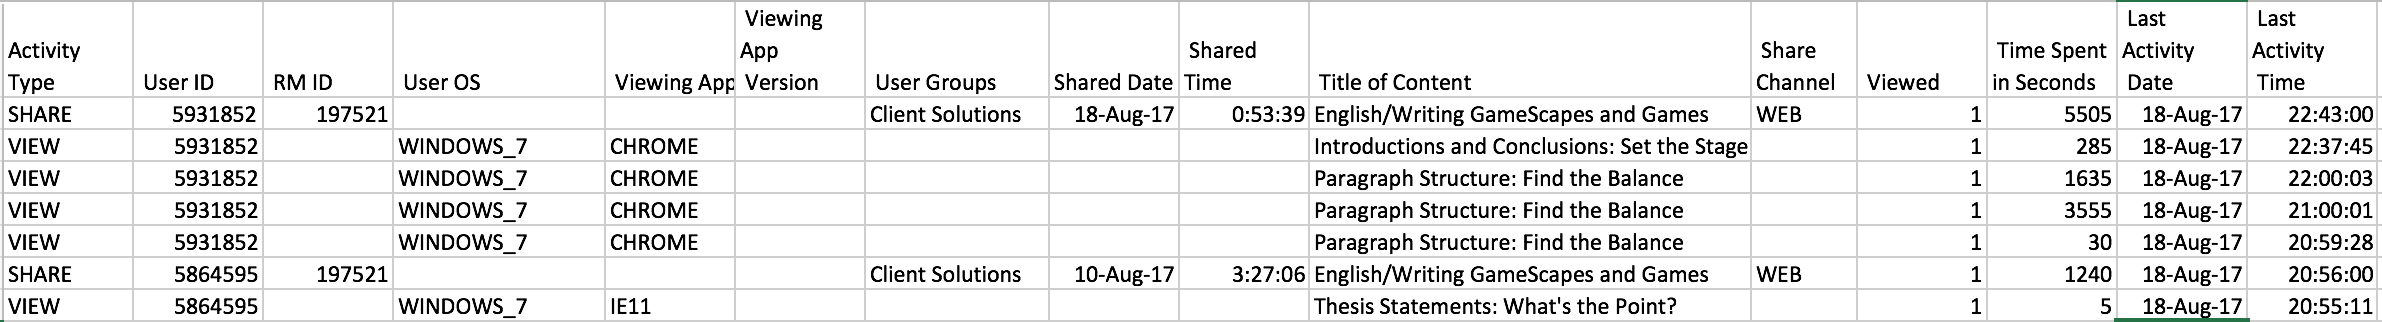 Activity Type User ID RM ID User OS Viewing App Viewing App Version User Groups Shared Date Shared Time Title of Content Share Channel Viewed Time Spent in Seconds Last Activity Date Last Activity Time
SHARE 5931852 197521 Client Solutions 18-Aug-17 0:53:39 English/Writing GameScapes and Games WEB 1 5505 18-Aug-17 22:43:00
VIEW 5931852 WINDOWS_7 CHROME Introductions and Conclusions: Set the Stage 1 285 18-Aug-17 22:37:45
VIEW 5931852 WINDOWS_7 CHROME Paragraph Structure: Find the Balance 1 1635 18-Aug-17 22:00:03
VIEW 5931852 WINDOWS_7 CHROME Paragraph Structure: Find the Balance 1 3555 18-Aug-17 21:00:01
VIEW 5931852 WINDOWS_7 CHROME Paragraph Structure: Find the Balance 1 30 18-Aug-17 20:59:28
SHARE 5864595 197521 Client Solutions 10-Aug-17 3:27:06 English/Writing GameScapes and Games WEB 1 1240 18-Aug-17 20:56:00
VIEW 5864595 WINDOWS_7 IE11 Thesis Statements: What's the Point? 1 5 18-Aug-17 20:55:11